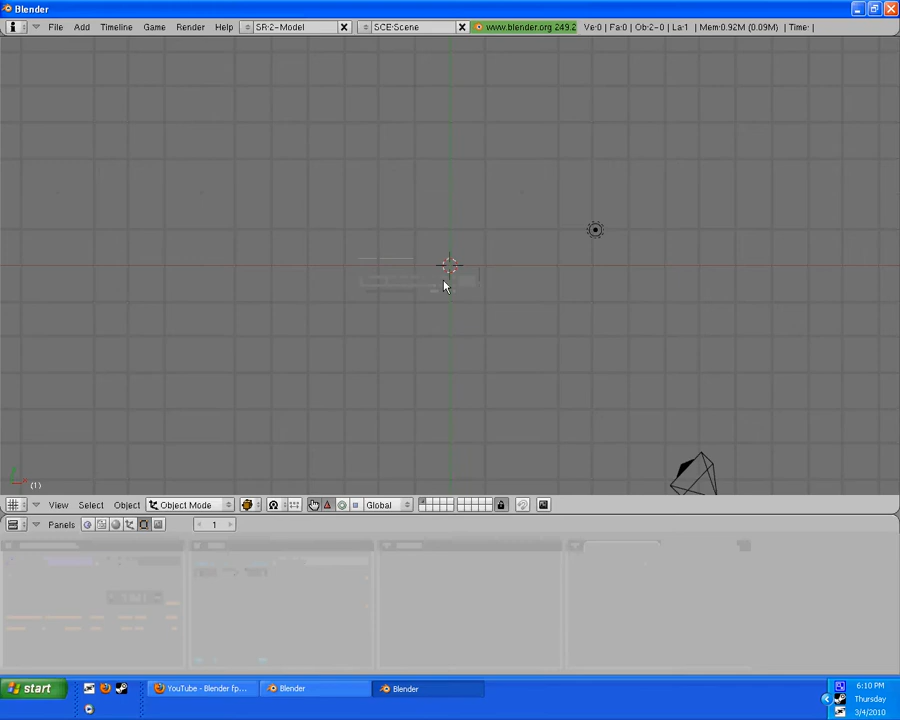 Blender
File Add Timeline Game Render Help SR:2-Model SCE:Scene www.blender.org 249.2 Ve:0 | Fa:0 | Ob:2-0 | La:1 | Mem:0.92M (0.09M) | Time: |
(1)
View Select Object Object Mode Global
Panels 1
start YouTube - Blender fp... Blender Blender 6:10 PM
Thursday
3/4/2010